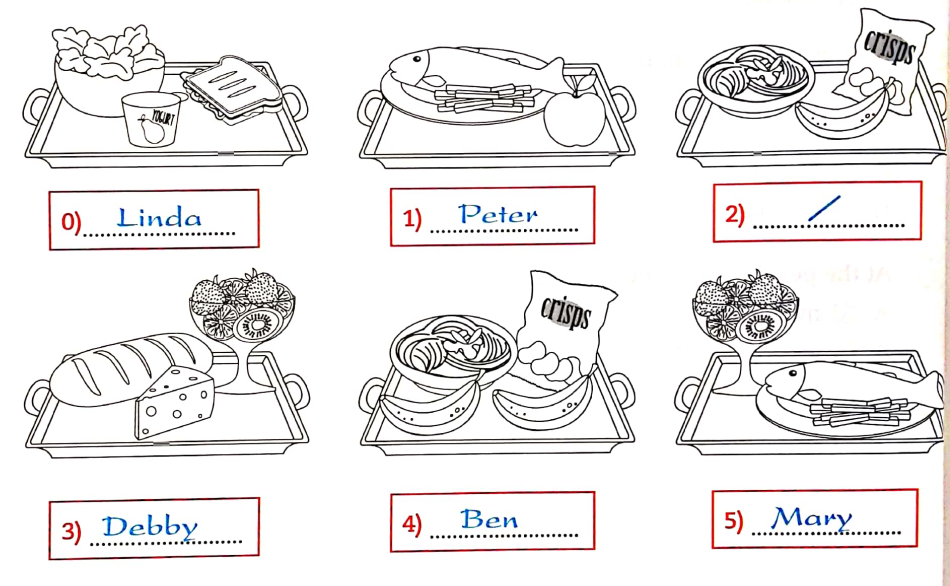 YOGURT
crisps
0) Linda
1) Peter
2) /
crisps
3) Debby
4) Ben
5) Mary